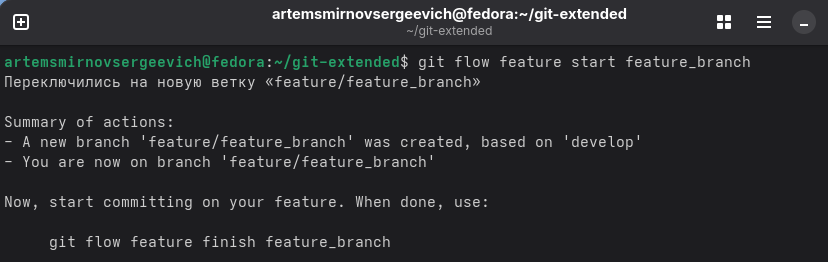 artemsmirnovsergeevich@fedora:~/git-extended
~/git-extended
artemsmirnovsergeevich@fedora:~/git-extended$ git flow feature start feature_branch
Переключились на новую ветку «feature/feature_branch»
Summary of actions:
- A new branch 'feature/feature_branch' was created, based on 'develop'
- You are now on branch 'feature/feature_branch'
Now, start committing on your feature. When done, use:
git flow feature finish feature_branch